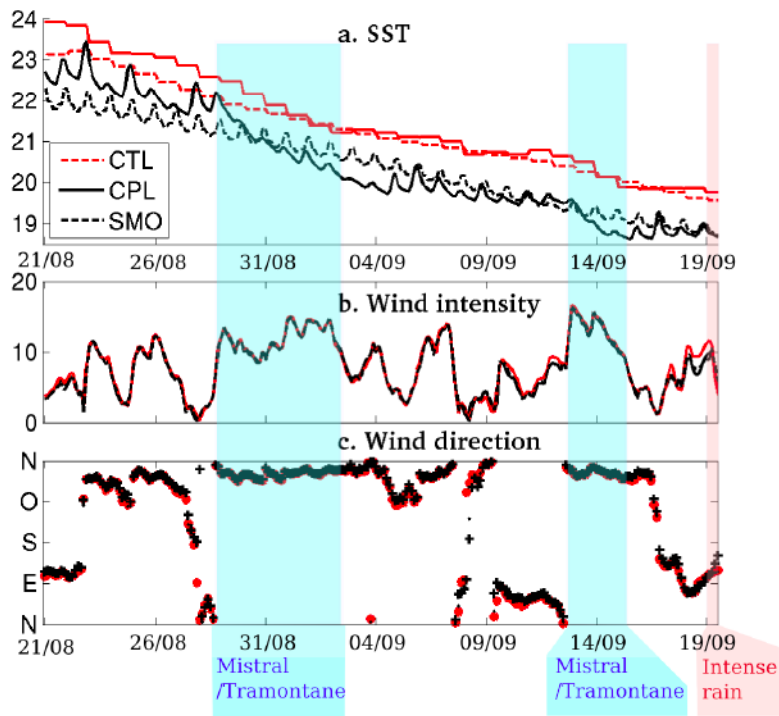 a. SST
24
23
22
21
20
19
CTL
CPL
SMO
21/08 26/08 31/08 04/09 09/09 14/09 19/09
b. Wind intensity
20
10
0
c. Wind direction
N
O
S
E
N
21/08 26/08 31/08 04/09 09/09 14/09 19/09
Mistral
/Tramontane
Mistral
/Tramontane
Intense
rain